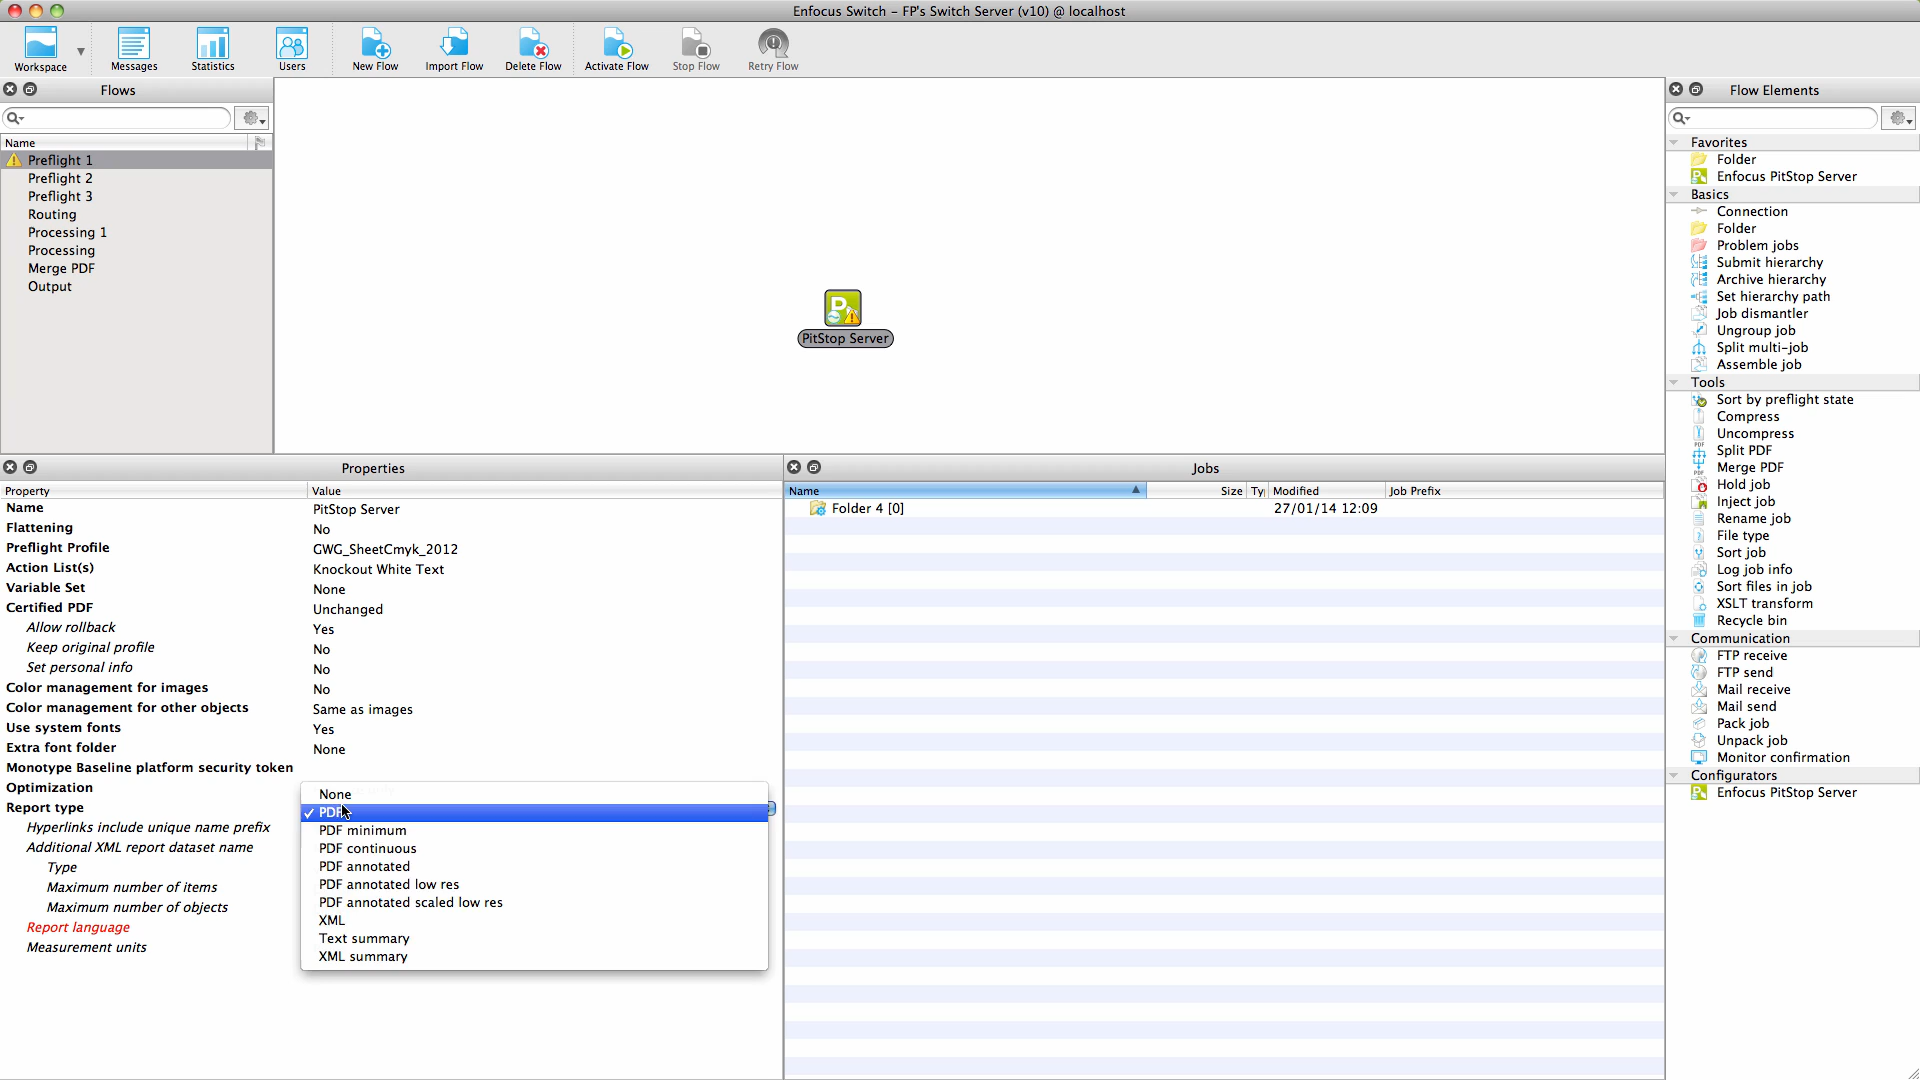 Enfocus Switch – FP's Switch Server (v10) @ localhost
Workspace
Messages
Statistics
Users
New Flow
Import Flow
Delete Flow
Activate Flow
Stop Flow
Retry Flow
Flows
Name
Preflight 1
Preflight 2
Preflight 3
Routing
Processing 1
Processing
Merge PDF
Output
PitStop Server
Flow Elements
Favorites
Folder
Enfocus PitStop Server
Basics
Connection
Folder
Problem jobs
Submit hierarchy
Archive hierarchy
Set hierarchy path
Job dismantler
Ungroup job
Split multi-job
Assemble job
Tools
Sort by preflight state
Compress
Uncompress
Split PDF
Merge PDF
Hold job
Inject job
Rename job
File type
Sort job
Log job info
Sort files in job
XSLT transform
Recycle bin
Communication
FTP receive
FTP send
Mail receive
Mail send
Pack job
Unpack job
Monitor confirmation
Configurators
Enfocus PitStop Server
Properties
Property Value
Name PitStop Server
Flattening No
Preflight Profile GWG_SheetCmyk_2012
Action List(s) Knockout White Text
Variable Set None
Certified PDF Unchanged
Allow rollback Yes
Keep original profile No
Set personal info No
Color management for images No
Color management for other objects Same as images
Use system fonts Yes
Extra font folder None
Monotype Baseline platform security token
Optimization
Report type
Hyperlinks include unique name prefix
Additional XML report dataset name
Type
Maximum number of items
Maximum number of objects
Report language
Measurement units
None
PDF
PDF minimum
PDF continuous
PDF annotated
PDF annotated low res
PDF annotated scaled low res
XML
Text summary
XML summary
Jobs
Name Size Ty Modified Job Prefix
Folder 4 [0] 27/01/14 12:09